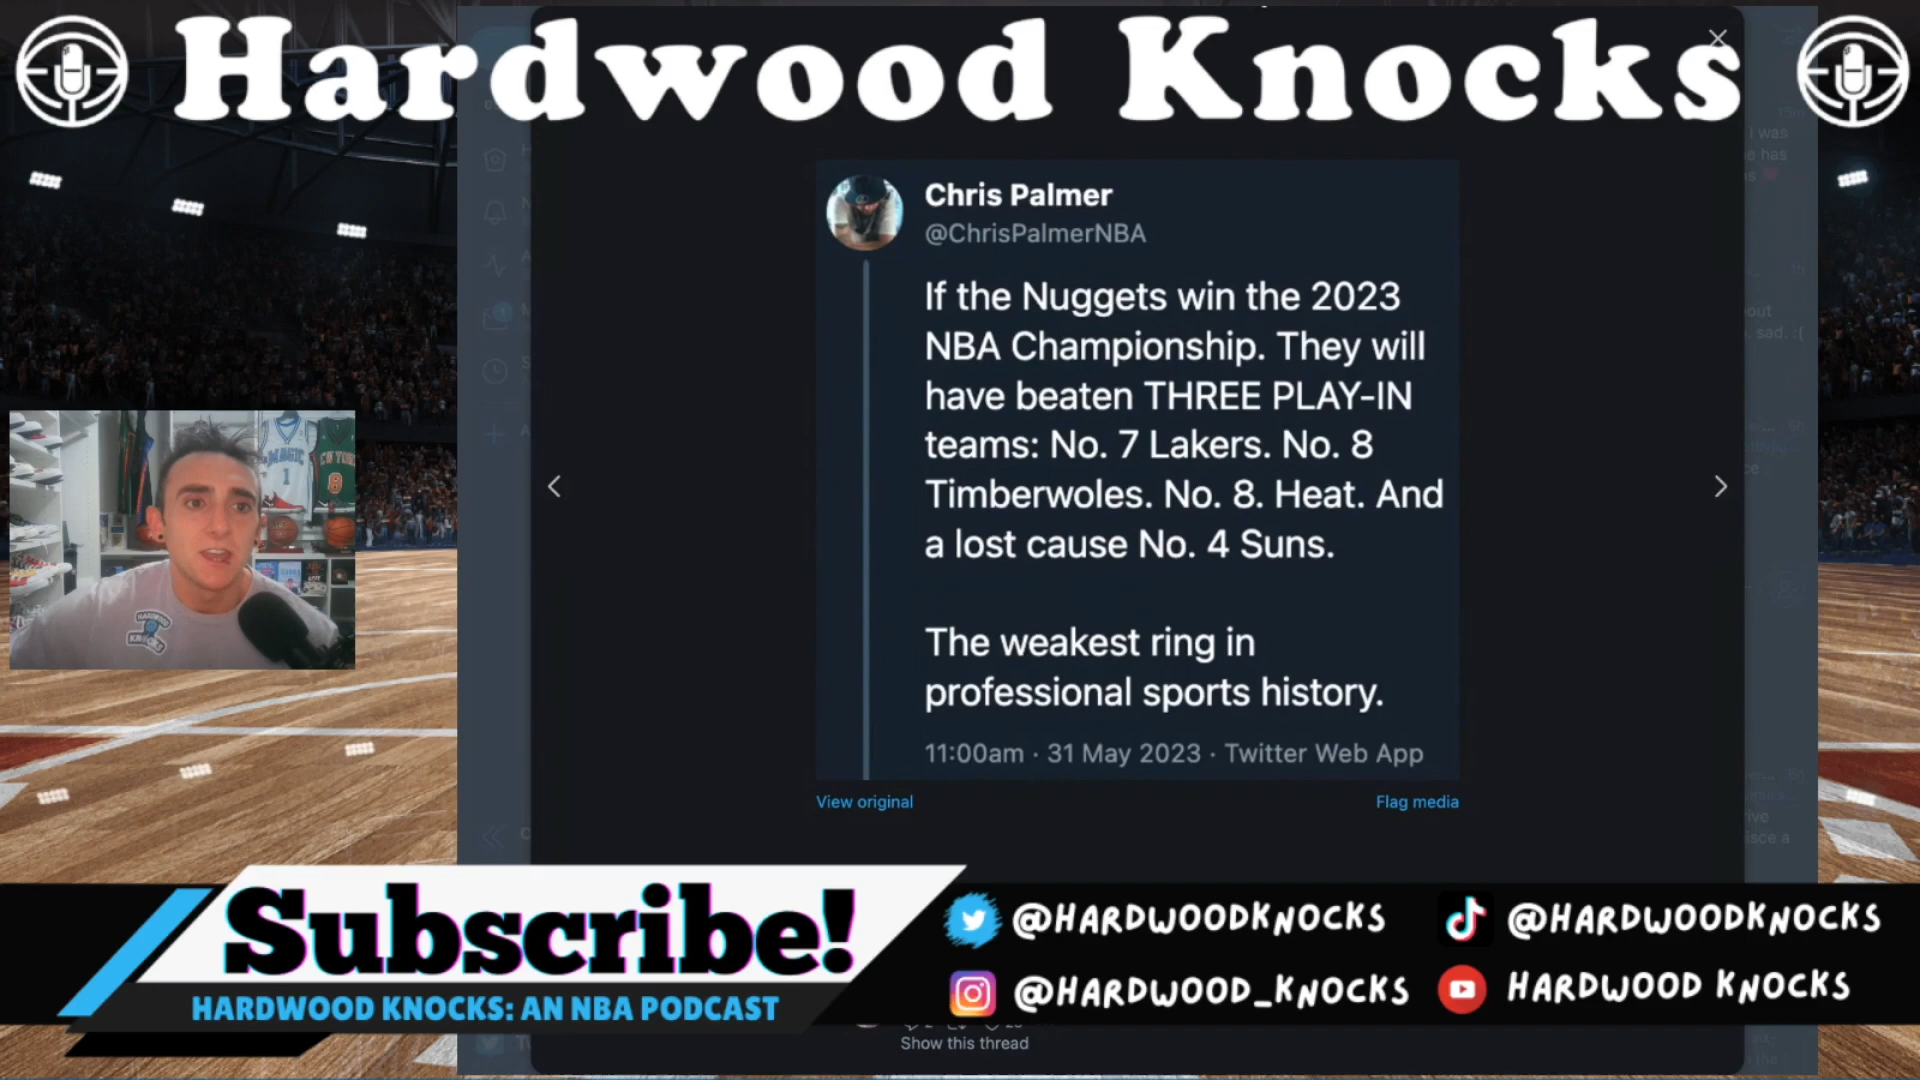 Hardwood Knocks
Chris Palmer
@ChrisPalmerNBA
If the Nuggets win the 2023
NBA Championship. They will
have beaten THREE PLAY-IN
teams: No. 7 Lakers. No. 8
Timberwoles. No. 8. Heat. And
a lost cause No. 4 Suns.
The weakest ring in
professional sports history.
11:00am · 31 May 2023 · Twitter Web App
View original
Flag media
MAGIC
1
8
Subscribe!
HARDWOOD KNOCKS: AN NBA PODCAST
@HARDWOODKNOCKS
@HARDWOODKNOCKS
@HARDWOOD_KNOCKS
HARDWOOD KNOCKS
Show this thread